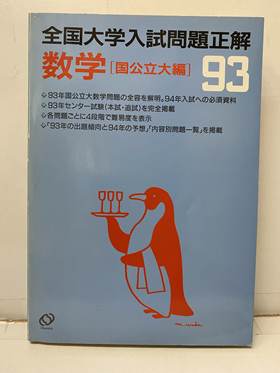 全国大学入試問題正解
数学[国公立大編] 93
93年国公立大数学問題の全容を解明。94年入試への必須資料
93年センター試験(本試・追試)を完全掲載
各問題ごとに4段階で難易度を表示
「93年の出題傾向と94年の予想」,「内容別問題一覧」を掲載